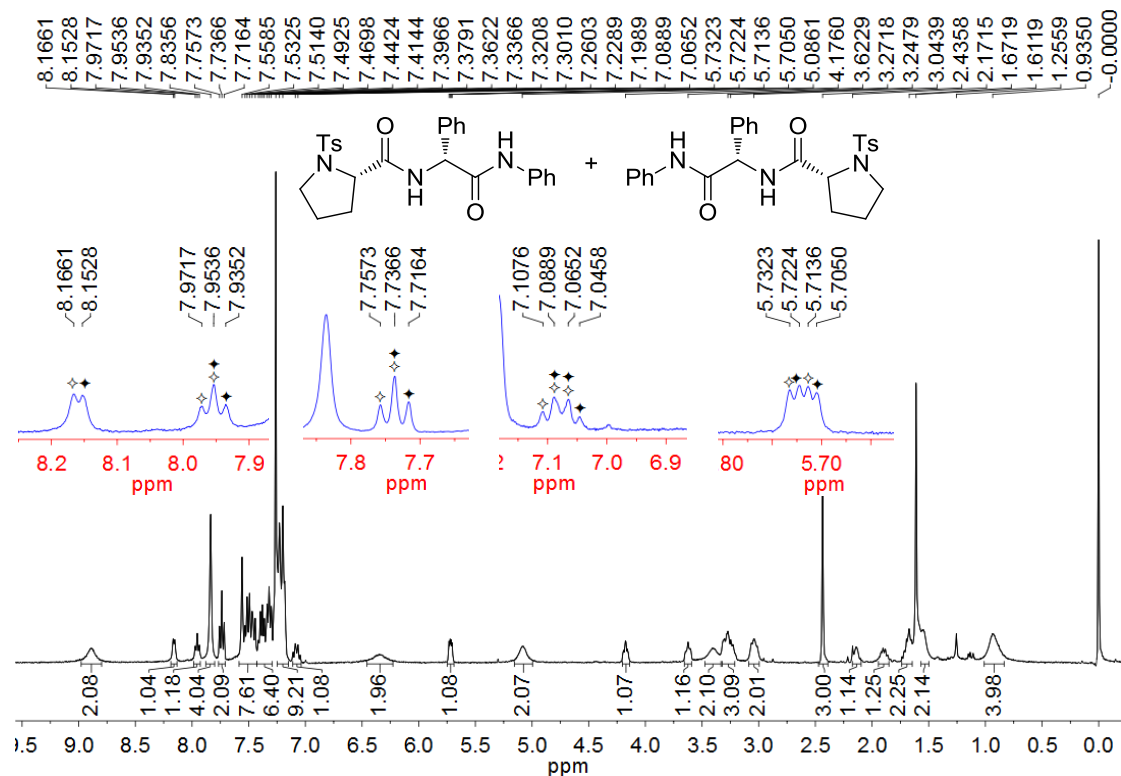 8.1661 8.1528 7.9717 7.9536 7.9352 7.8356 7.7573 7.7366 7.7164 7.5585 7.5325 7.5140 7.4925 7.4698 7.4424 7.4144 7.3966 7.3791 7.3622 7.3366 7.3208 7.3010 7.2603 7.2289 7.1989 7.0889 7.0652 5.7323 5.7224 5.7136 5.7050 5.0861 4.1760 3.6229 3.2718 3.2479 3.0439 2.4358 2.1715 1.6719 1.6119 1.2559 0.9350 -0.0000
Ts O Ph Ph Ts
N H N + H N O N
N H O Ph Ph O N H
8.1661 8.1528 7.9717 7.9536 7.9352 7.7573 7.7366 7.7164 7.1076 7.0889 7.0652 7.0458 5.7323 5.7224 5.7136 5.7050
8.2 8.1 8.0 7.9 7.8 7.7 2 7.1 7.0 6.9 80 5.70
ppm ppm ppm ppm
2.08 1.04 1.18 4.04 2.09 7.61 6.40 9.21 1.08 1.96 1.08 2.07 1.07 1.16 2.10 3.09 2.01 3.00 1.14 1.25 2.25 2.14 3.98
9.5 9.0 8.5 8.0 7.5 7.0 6.5 6.0 5.5 5.0 4.5 4.0 3.5 3.0 2.5 2.0 1.5 1.0 0.5 0.0
ppm